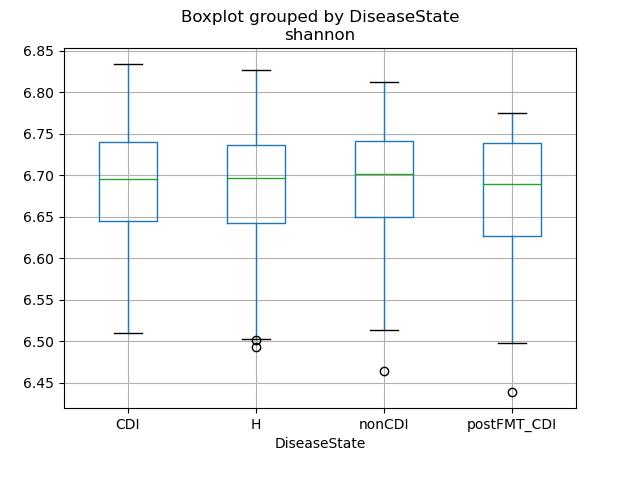 Boxplot grouped by DiseaseState
shannon
6.85
6.80
6.75
6.70
6.65
6.60
6.55
6.50
6.45
CDI H nonCDI postFMT_CDI
DiseaseState